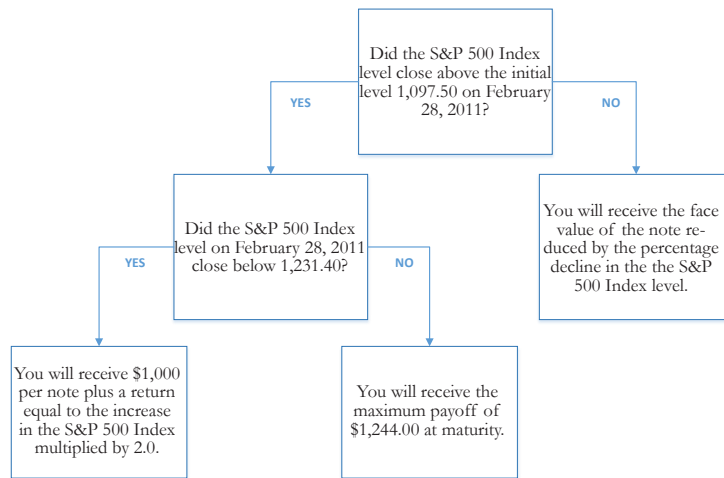 Did the S&P 500 Index
level close above the initial
level 1,097.50 on February
28, 2011?
YES
NO
Did the S&P 500 Index
level on February 28, 2011
close below 1,231.40?
You will receive the face
value of the note re-
duced by the percentage
decline in the the S&P
500 Index level.
YES
NO
You will receive $1,000
per note plus a return
equal to the increase
in the S&P 500 Index
multiplied by 2.0.
You will receive the
maximum payoff of
$1,244.00 at maturity.